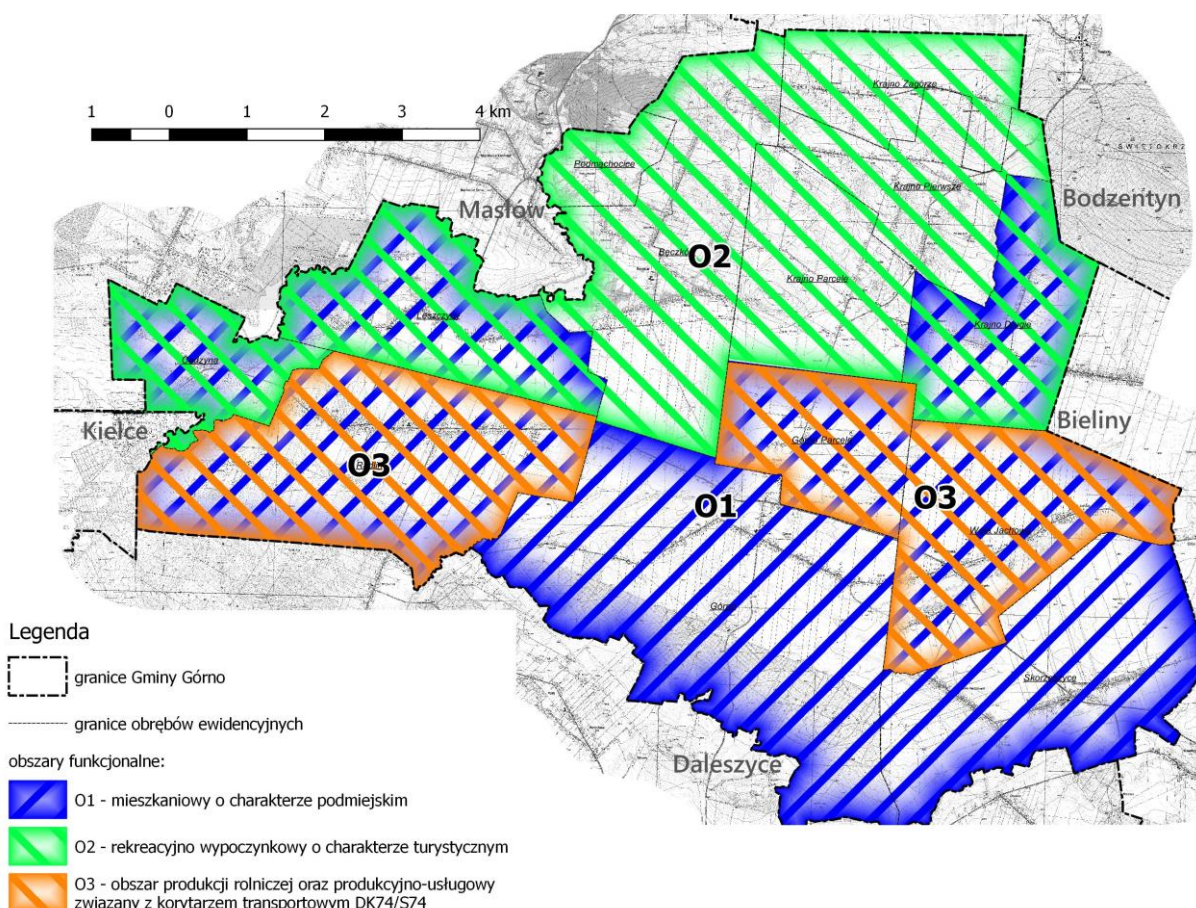 1 0 1 2 3 4 km
Krajno Zagórze
Podmąchocice
ŚWIĘTOKRZ
Krajno Pierwsze
Bodzentyn
Masłów
O2
Krajno Parcele
Krajno Drugie
Leszczyny
Cedzyna
Kielce
Bieliny
O3
Górno Parcele
O1
O3
Górno
Skorzeszyce
Legenda
granice Gminy Górno
granice obrębów ewidencyjnych
Daleszyce
obszary funkcjonalne:
O1 - mieszkaniowy o charakterze podmiejskim
O2 - rekreacyjno wypoczynkowy o charakterze turystycznym
O3 - obszar produkcji rolniczej oraz produkcyjno-usługowy
związany z korytarzem transportowym DK74/S74